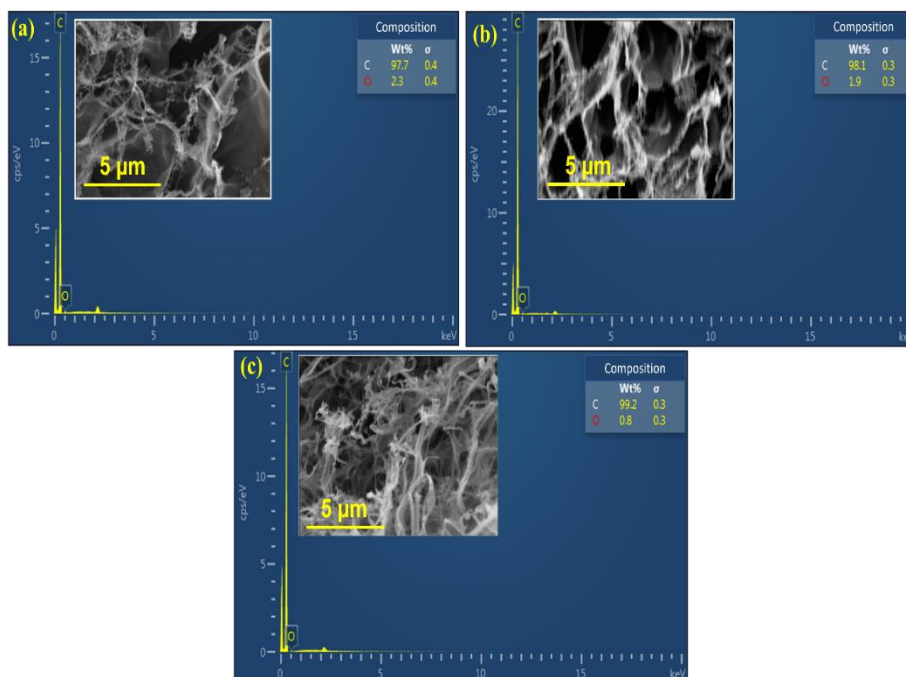 (a)
C
Composition
Wt% σ
C 97.7 0.4
O 2.3 0.4
15
10
5
0
cps/eV
5 µm
O
0 5 10 15
keV
(b)
C
Composition
Wt% σ
C 98.1 0.3
O 1.9 0.3
20
10
0
cps/eV
5 µm
O
0 5 10 15
keV
(c)
C
Composition
Wt% σ
C 99.2 0.3
O 0.8 0.3
15
10
5
0
cps/eV
5 µm
O
0 5 10 15
keV